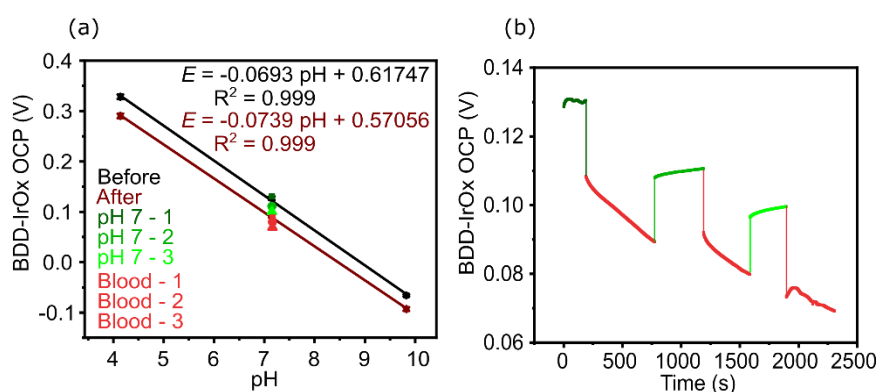 (a)
E = -0.0693 pH + 0.61747
R² = 0.999
E = -0.0739 pH + 0.57056
R² = 0.999
Before
After
pH 7 - 1
pH 7 - 2
pH 7 - 3
Blood - 1
Blood - 2
Blood - 3
0.4
0.3
0.2
0.1
0.0
-0.1
BDD-IrOx OCP (V)
4 5 6 7 8 9 10
pH
(b)
0.14
0.12
0.10
0.08
0.06
BDD-IrOx OCP (V)
0 500 1000 1500 2000 2500
Time (s)